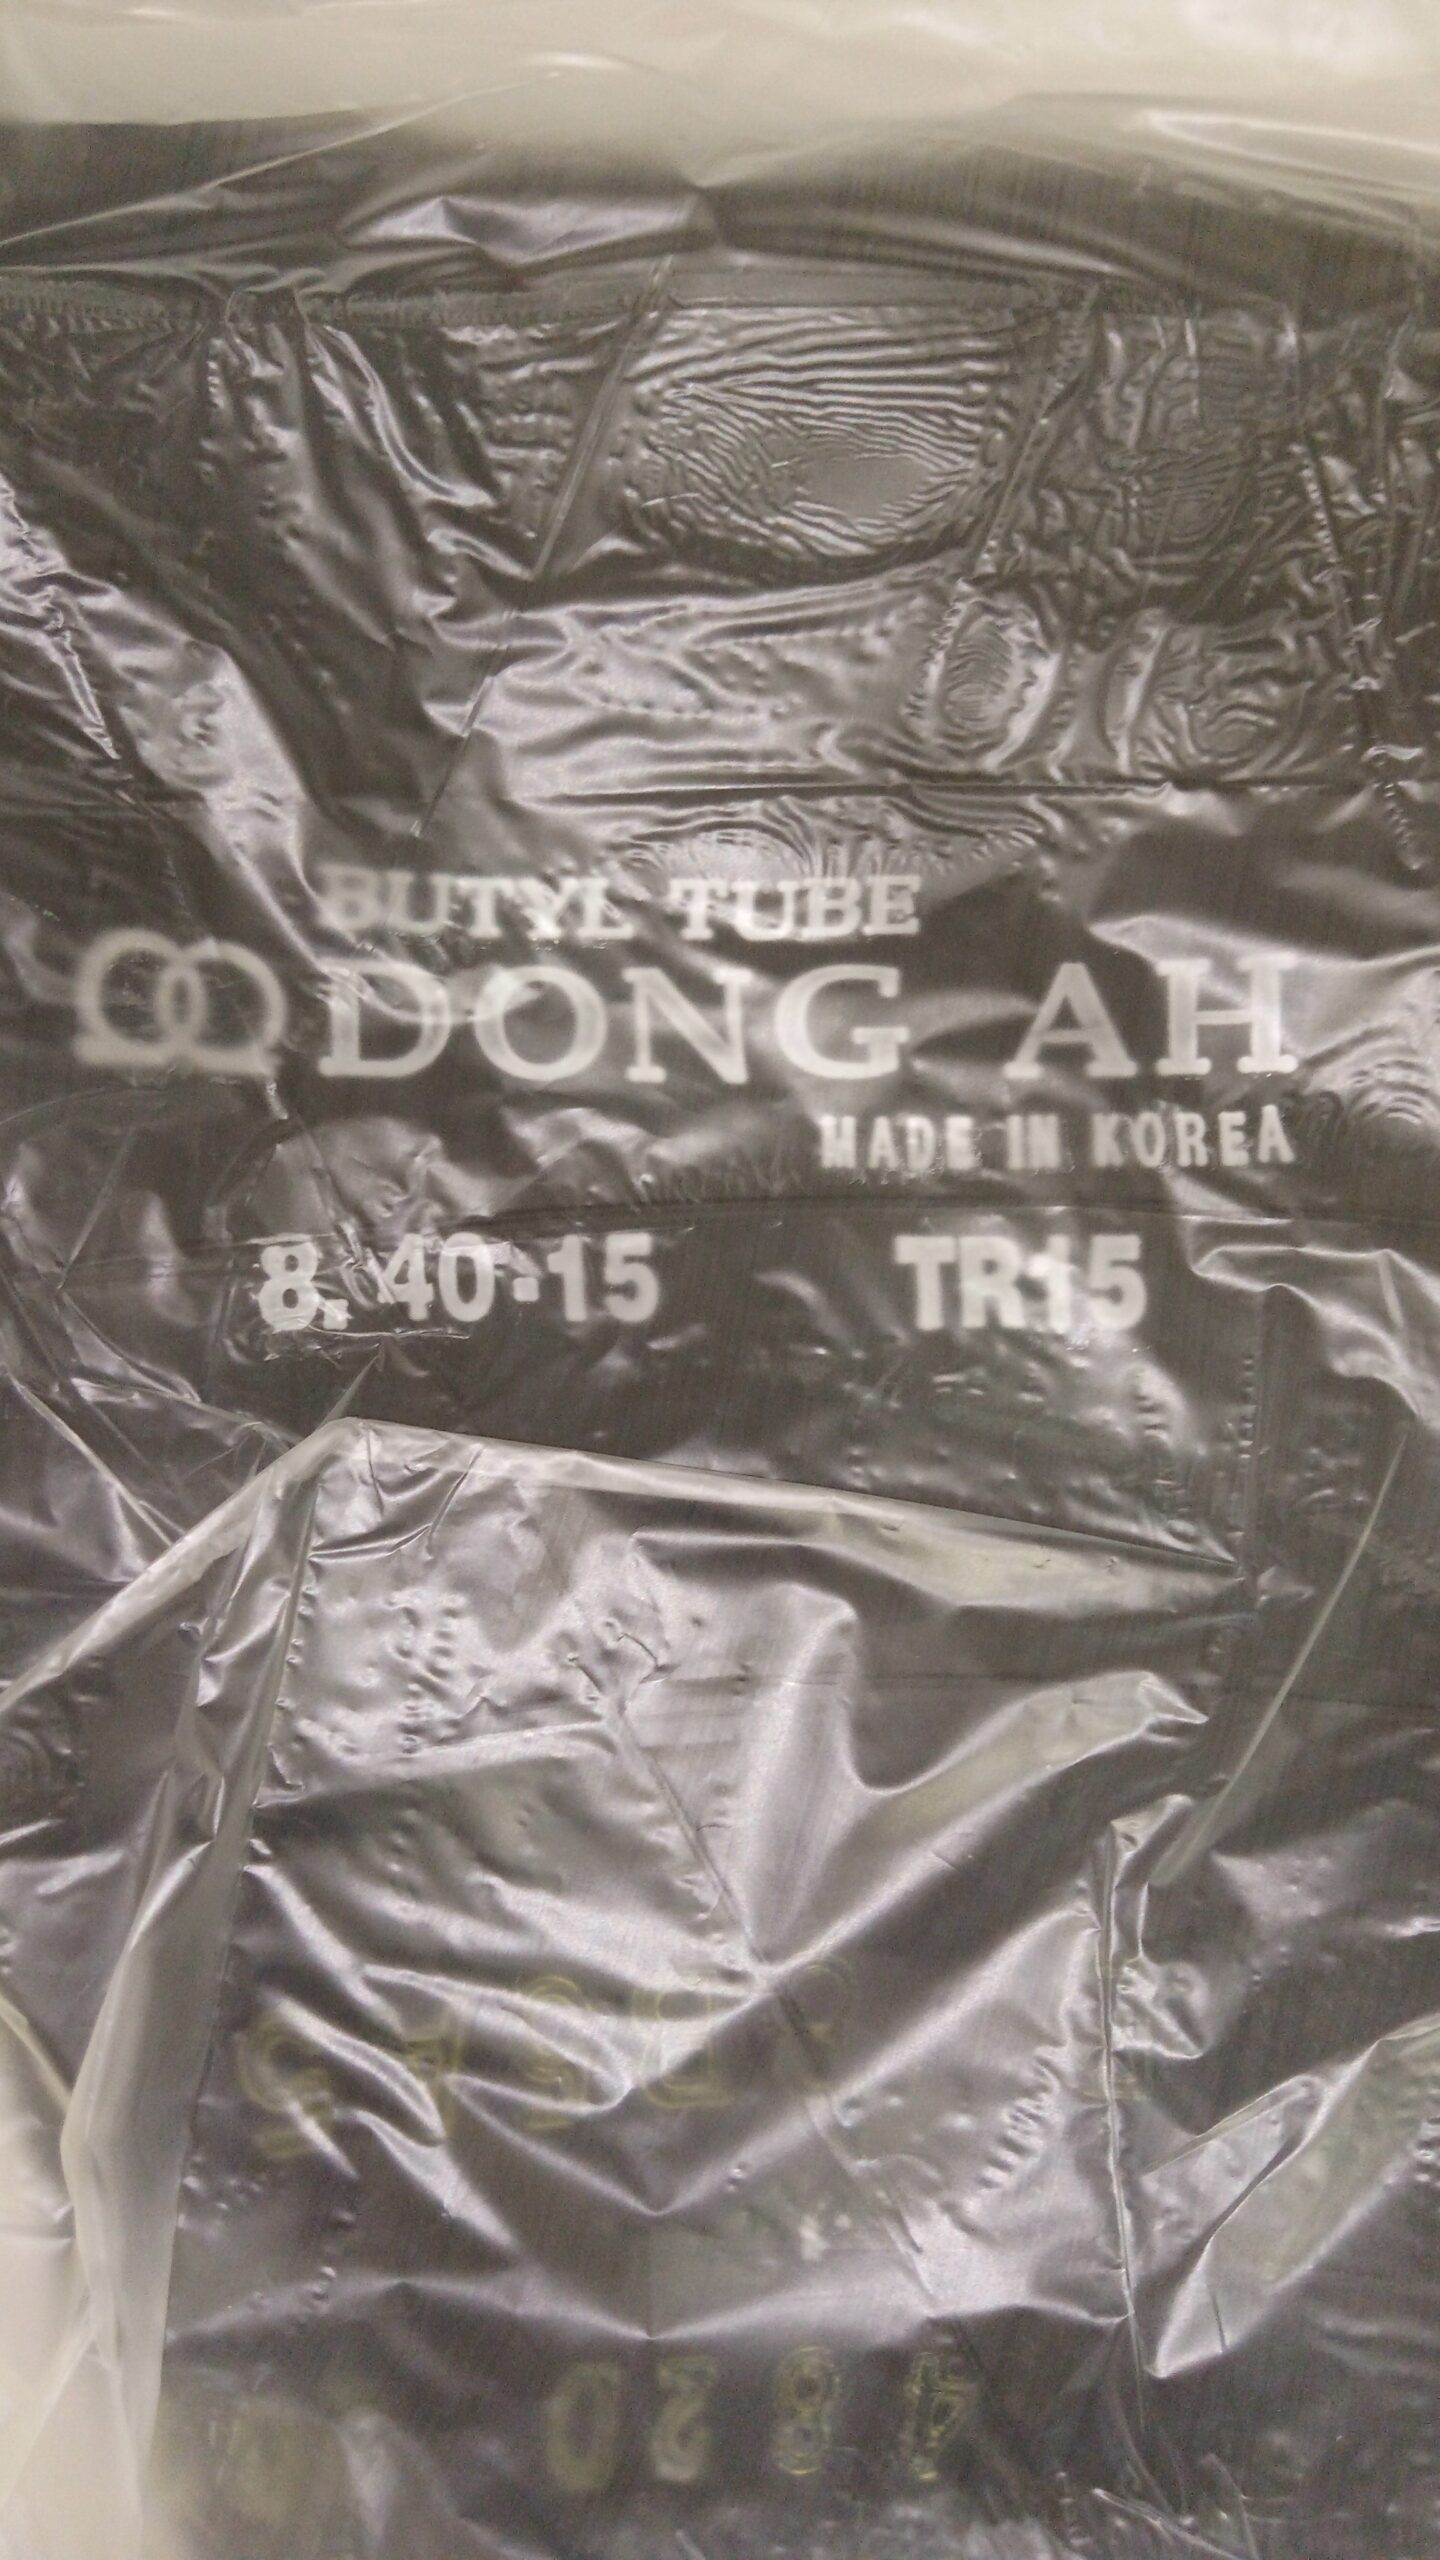 BUTYL TUBE
DONG AH
MADE IN KOREA
8.40-15 TR15